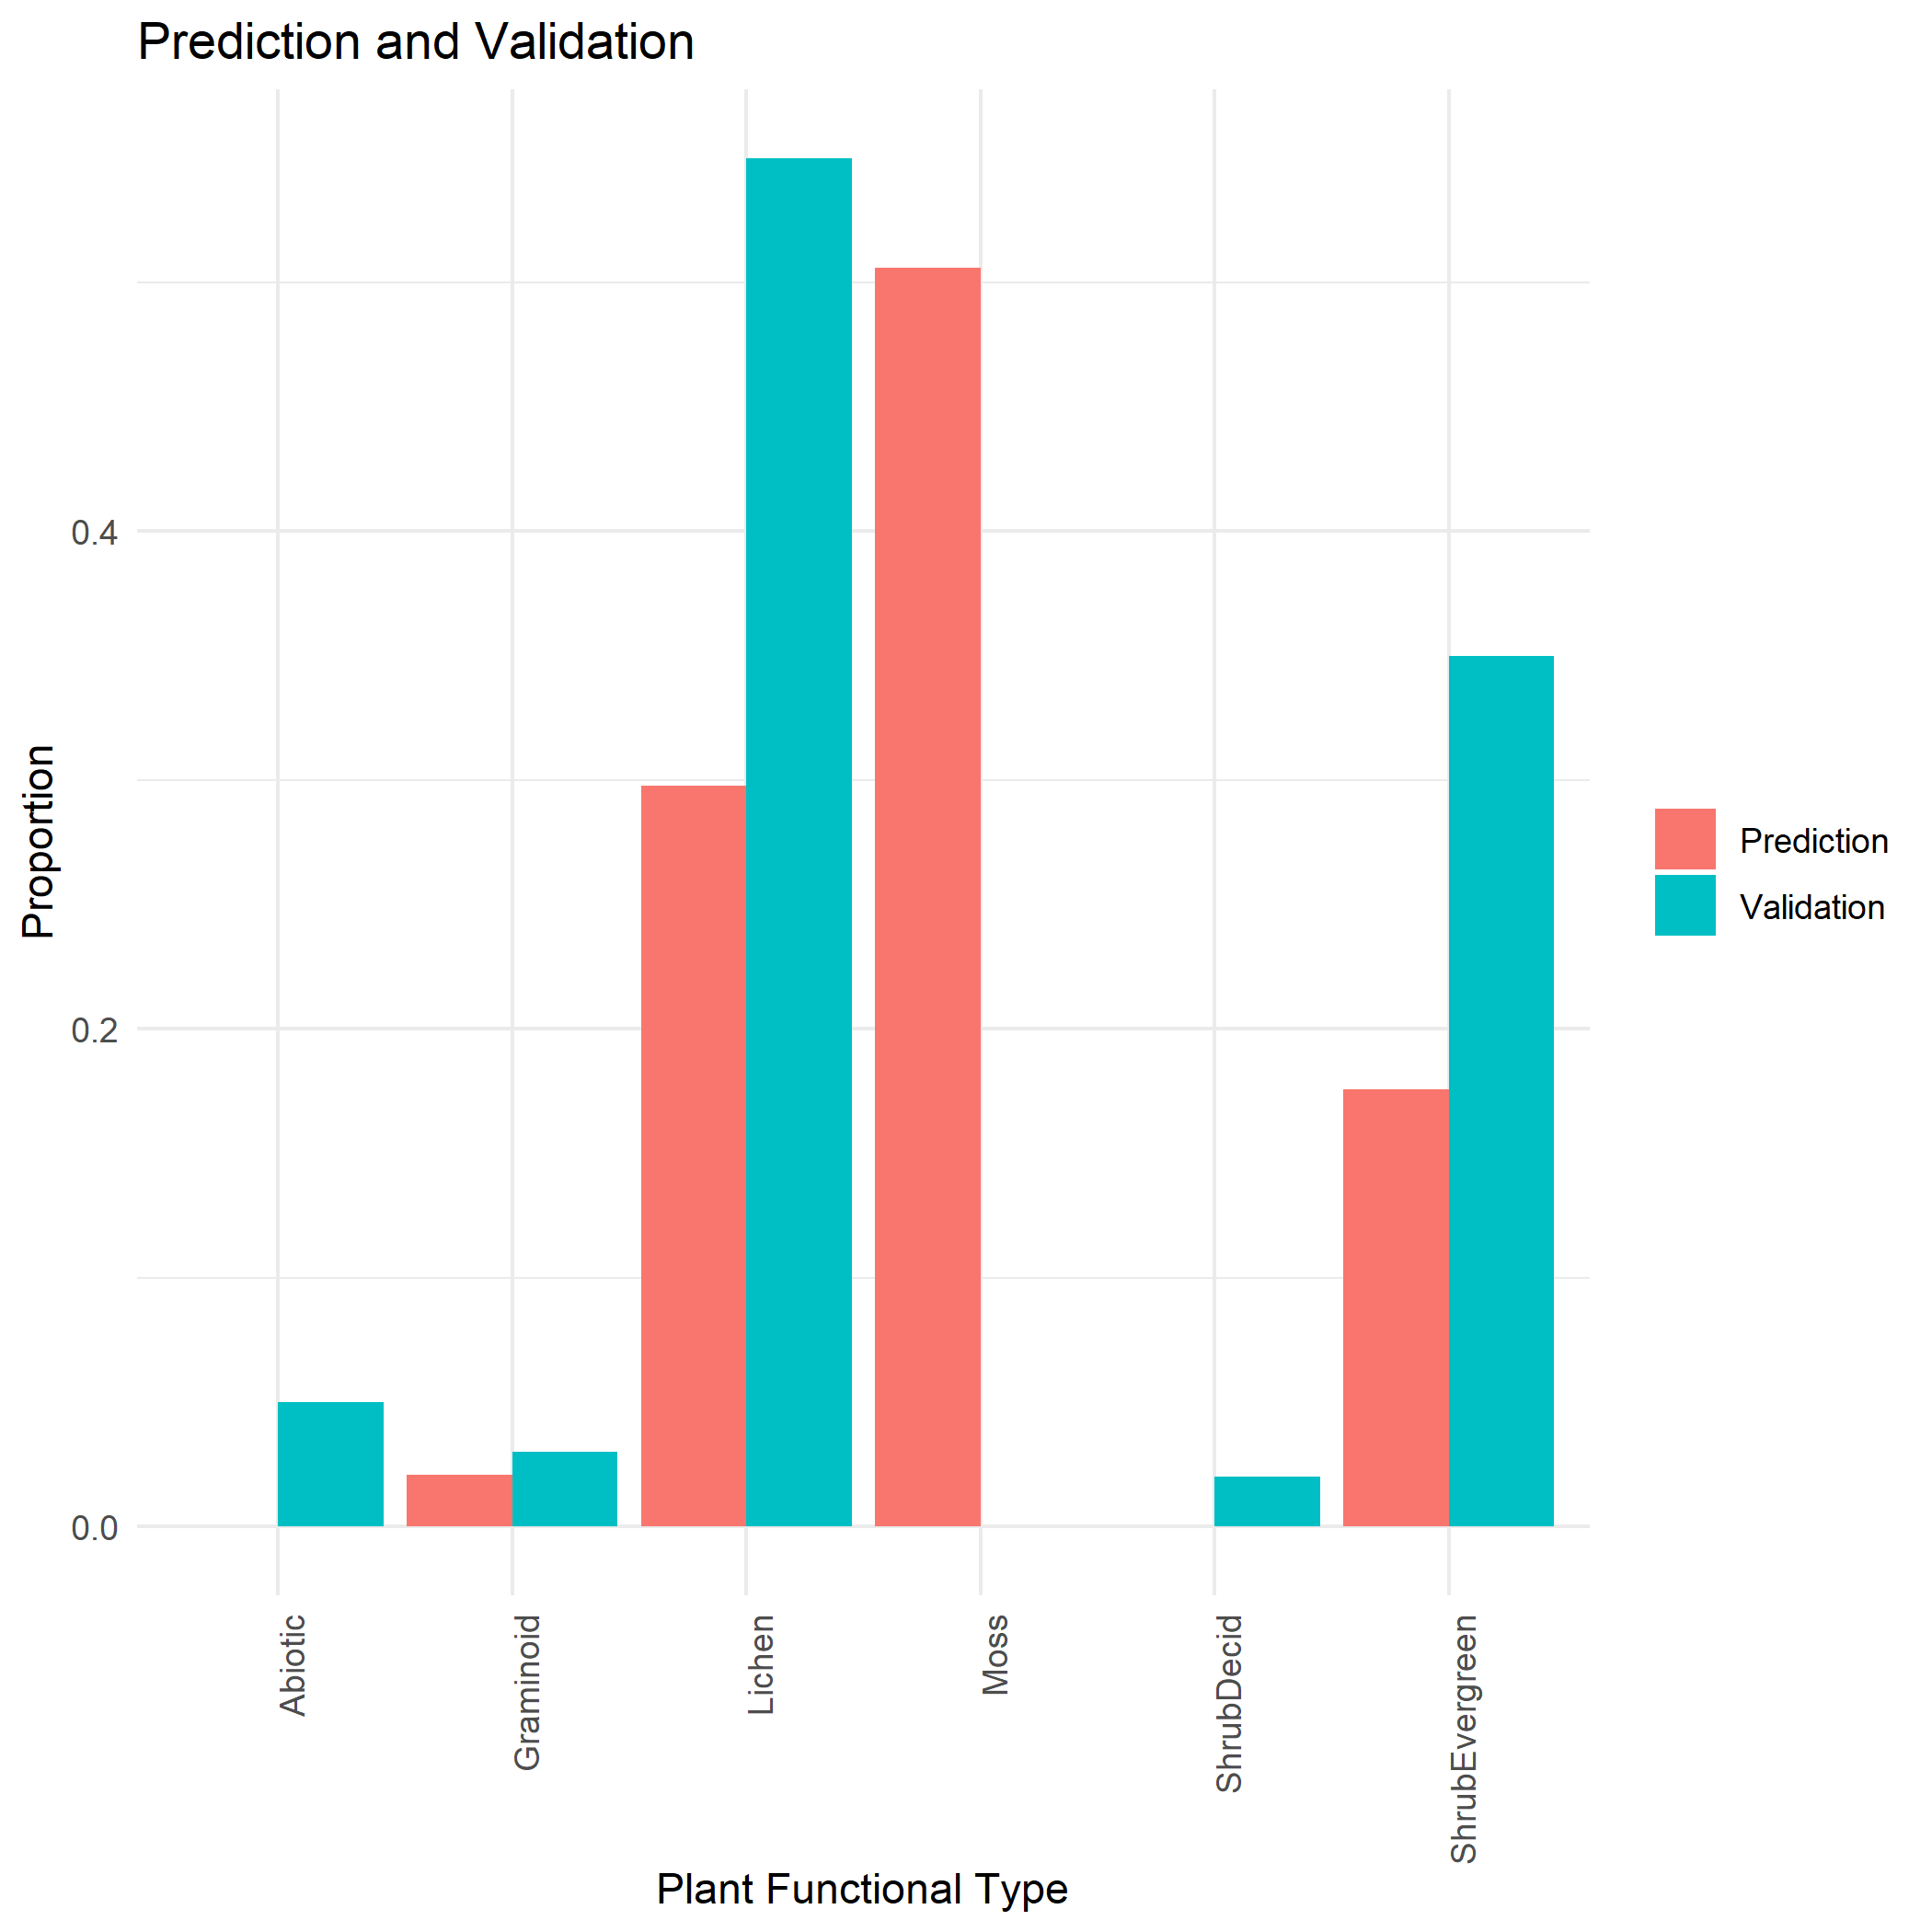 Prediction and Validation
Proportion
0.4
0.2
0.0
Prediction
Validation
Abiotic
Graminoid
Lichen
Moss
ShrubDecid
ShrubEvergreen
Plant Functional Type